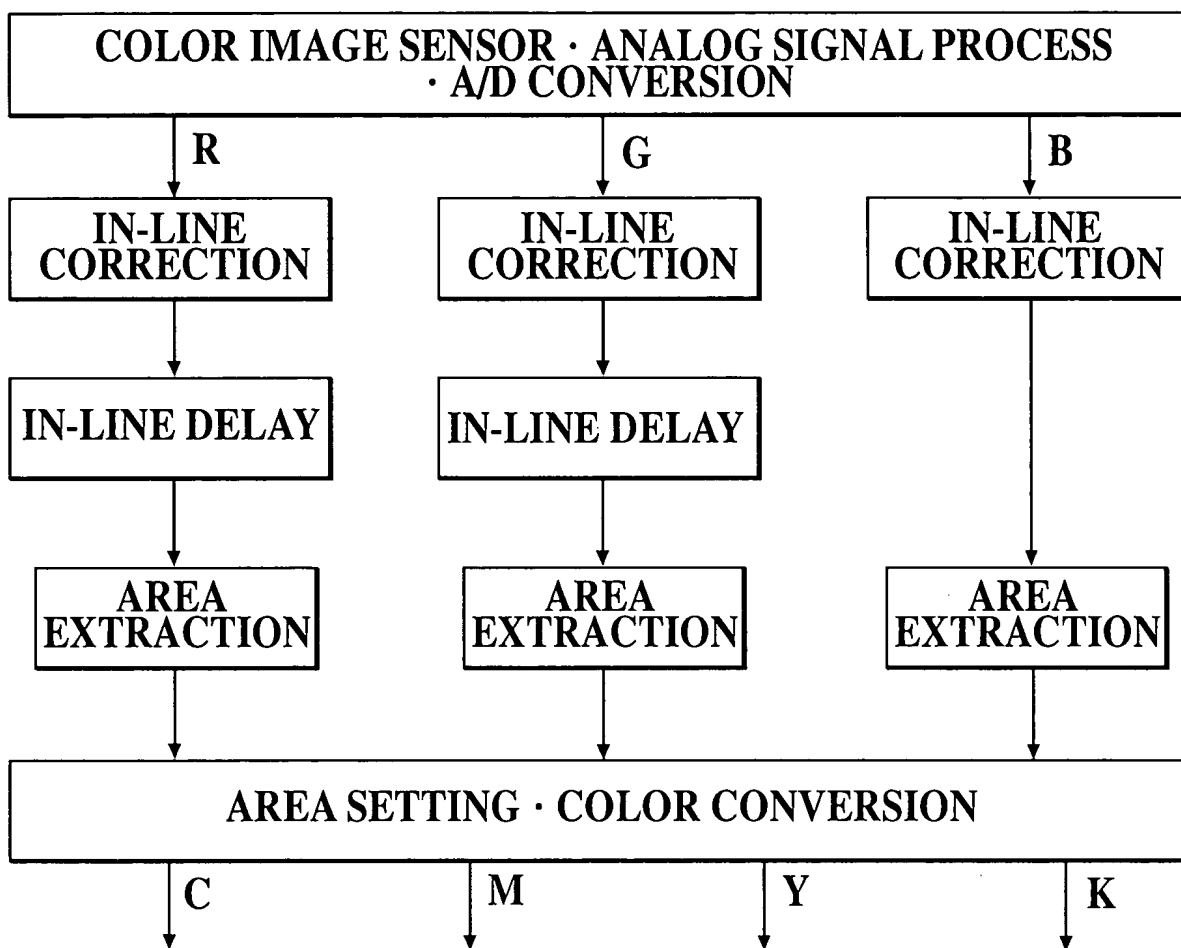 COLOR IMAGE SENSOR · ANALOG SIGNAL PROCESS
· A/D CONVERSION
R
G
B
IN-LINE
CORRECTION
IN-LINE
CORRECTION
IN-LINE
CORRECTION
IN-LINE DELAY
IN-LINE DELAY
AREA
EXTRACTION
AREA
EXTRACTION
AREA
EXTRACTION
AREA SETTING · COLOR CONVERSION
C
M
Y
K